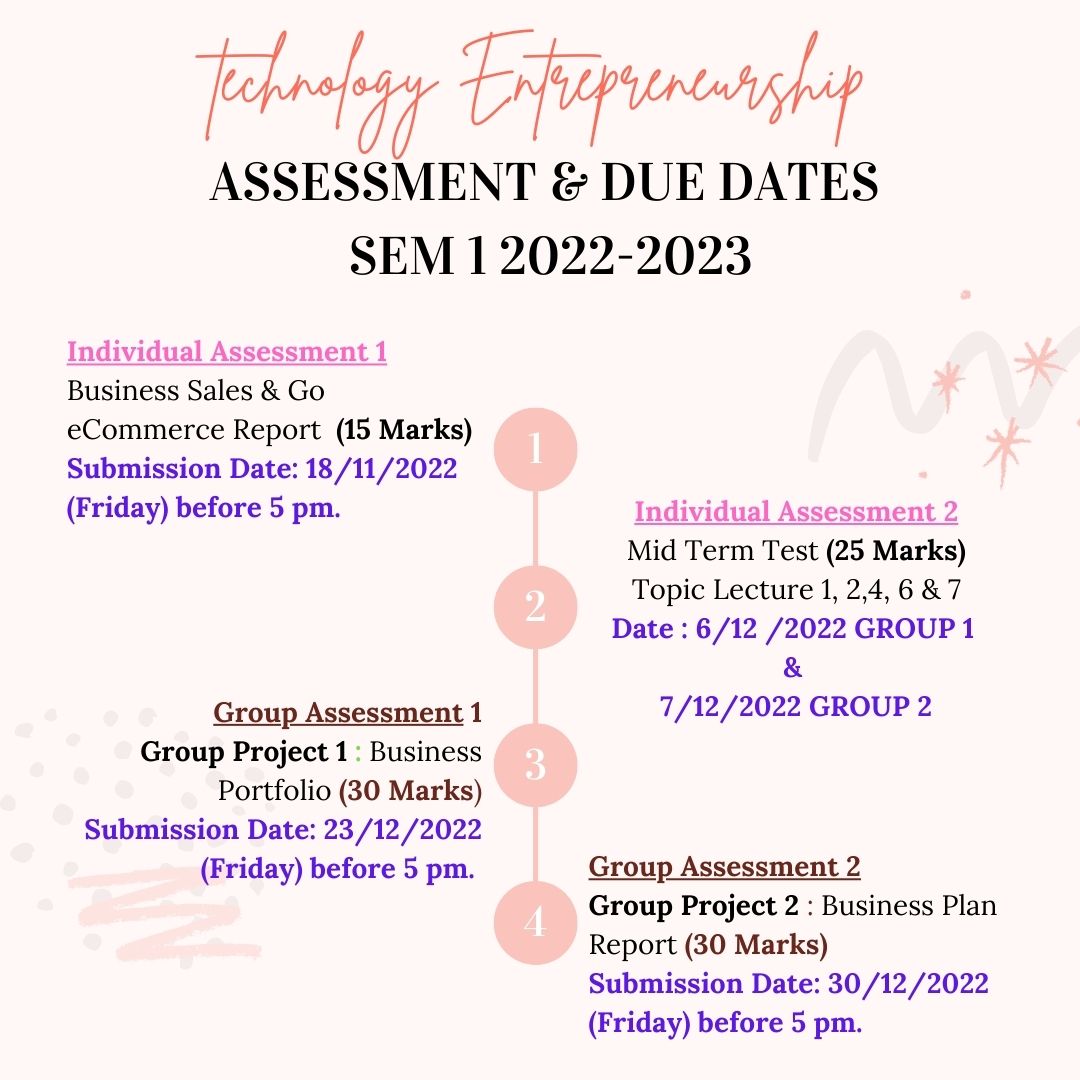 Technology Entrepreneurship
ASSESSMENT & DUE DATES
SEM 1 2022-2023
Individual Assessment 1
Business Sales & Go
eCommerce Report (15 Marks)
Submission Date: 18/11/2022
(Friday) before 5 pm.
1
Individual Assessment 2
Mid Term Test (25 Marks)
Topic Lecture 1, 2,4, 6 & 7
Date : 6/12 /2022 GROUP 1
&
7/12/2022 GROUP 2
2
Group Assessment 1
Group Project 1 : Business
Portfolio (30 Marks)
Submission Date: 23/12/2022
(Friday) before 5 pm.
3
Group Assessment 2
Group Project 2 : Business Plan
Report (30 Marks)
Submission Date: 30/12/2022
(Friday) before 5 pm.
4